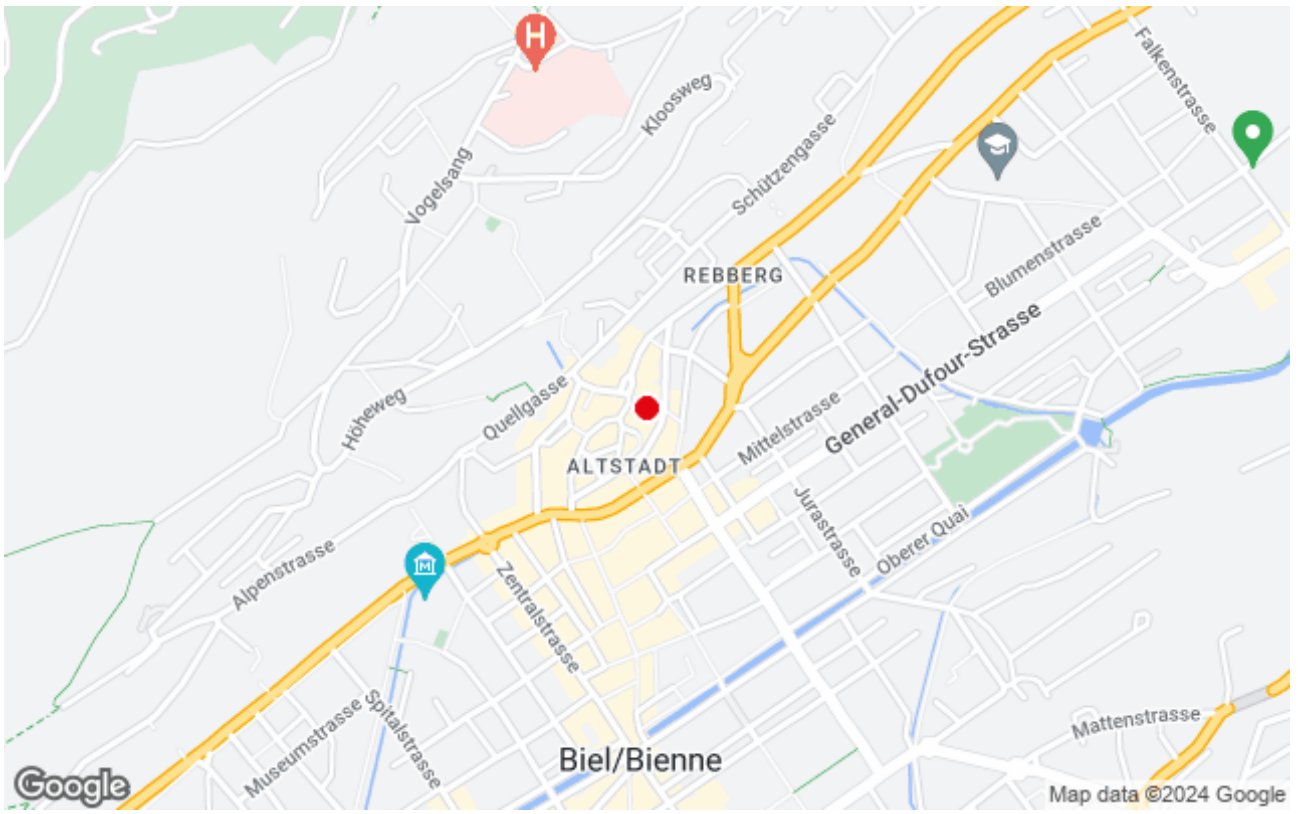 H
Falkenstrasse
Kloosweg
Schützengasse
Vogelsang
Blumenstrasse
REBBERG
General-Dufour-Strasse
Höheweg
Quellgasse
Mittelstrasse
ALTSTADT
Jurastrasse
Oberer Quai
Alpenstrasse
M
Zentralstrasse
Museumstrasse
Spitalstrasse
Mattenstrasse
Biel/Bienne
Google
Map data ©2024 Google